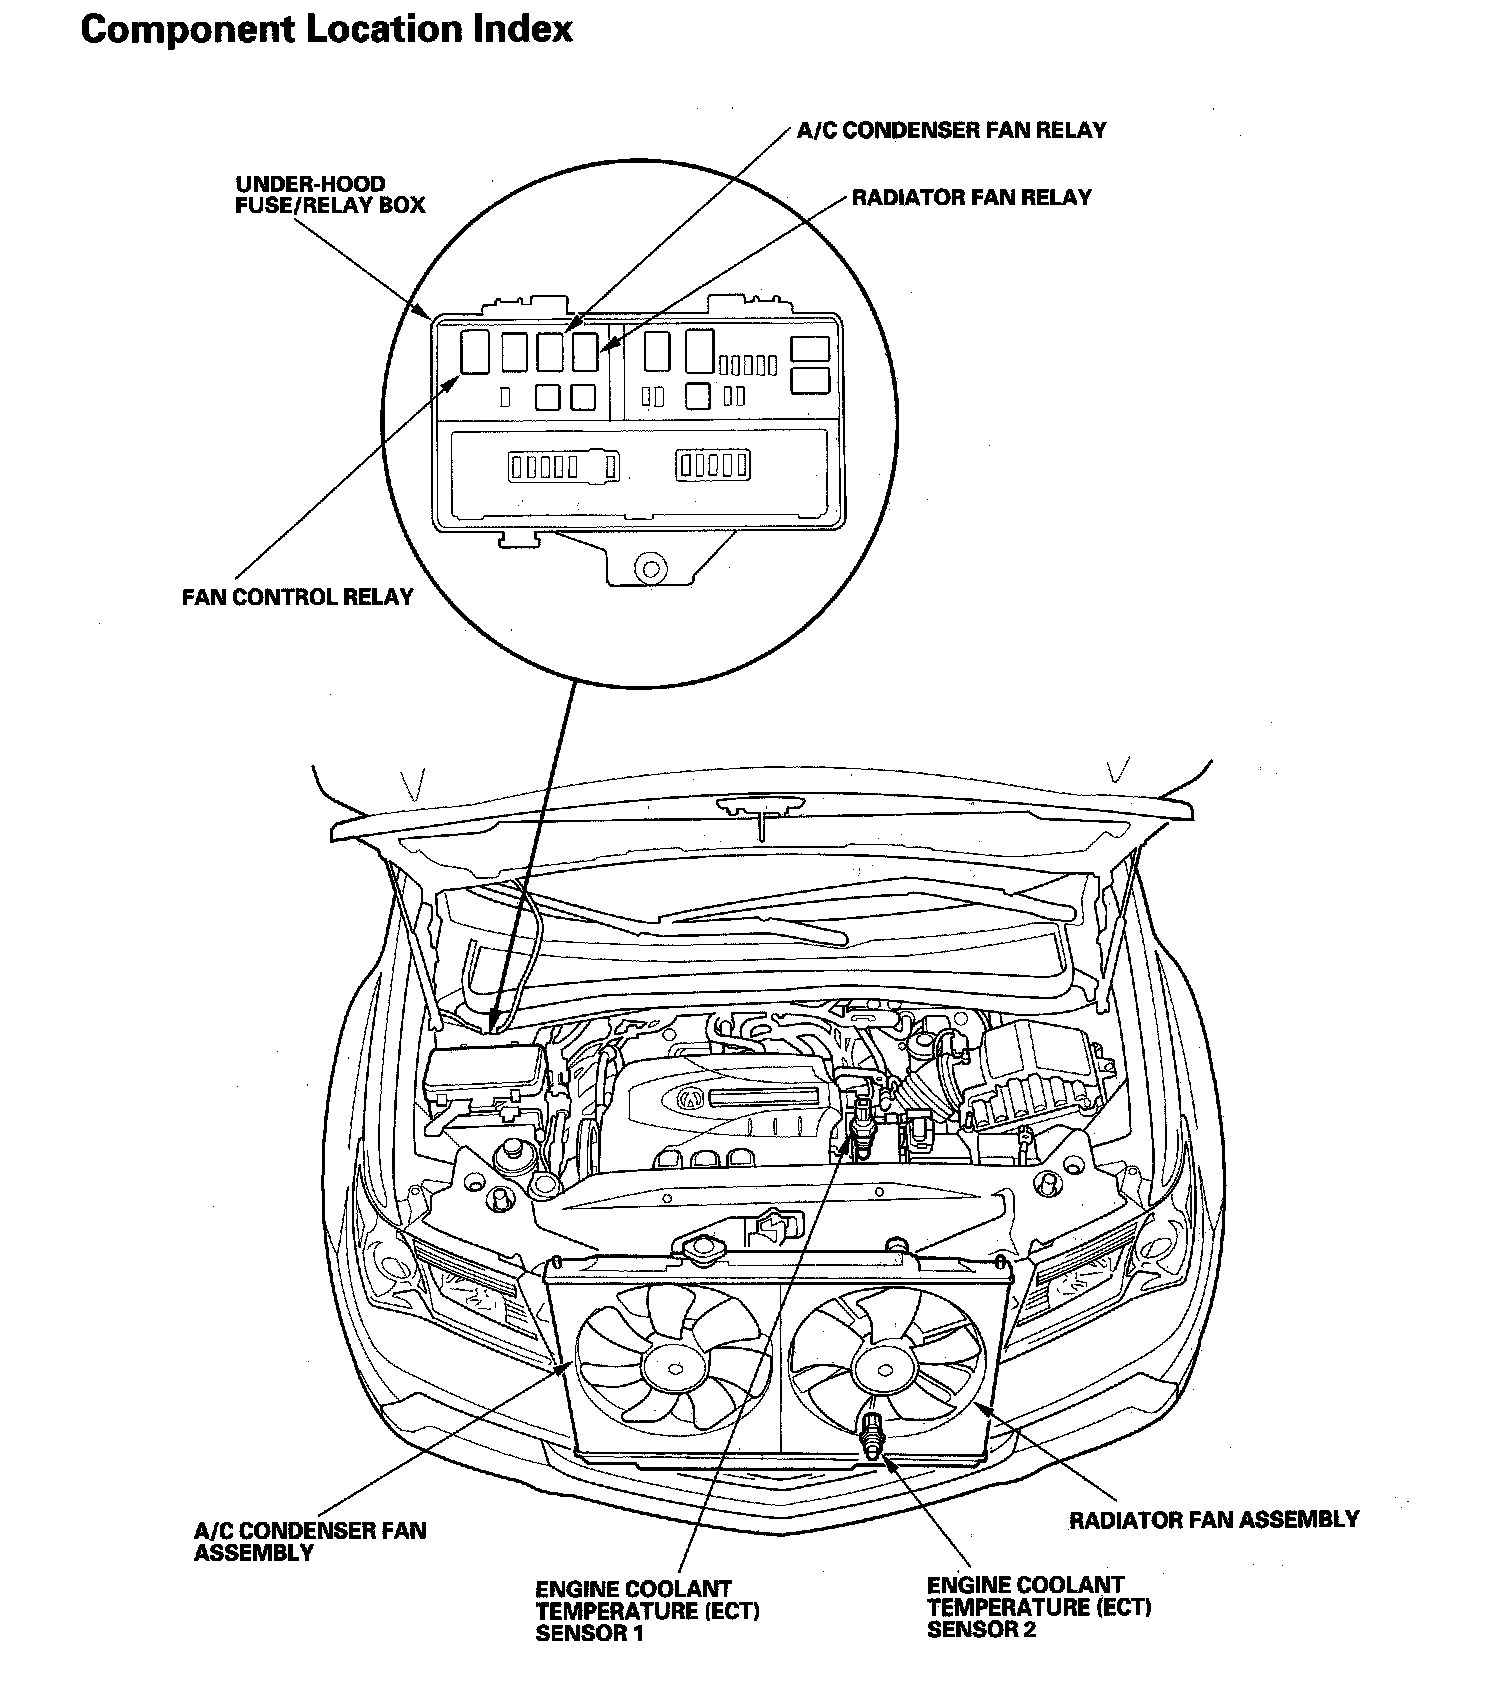 Component Location Index
A/C CONDENSER FAN RELAY
UNDER-HOOD
FUSE/RELAY BOX
RADIATOR FAN RELAY
FAN CONTROL RELAY
A/C CONDENSER FAN
ASSEMBLY
RADIATOR FAN ASSEMBLY
ENGINE COOLANT
TEMPERATURE (ECT)
SENSOR 1
ENGINE COOLANT
TEMPERATURE (ECT)
SENSOR 2